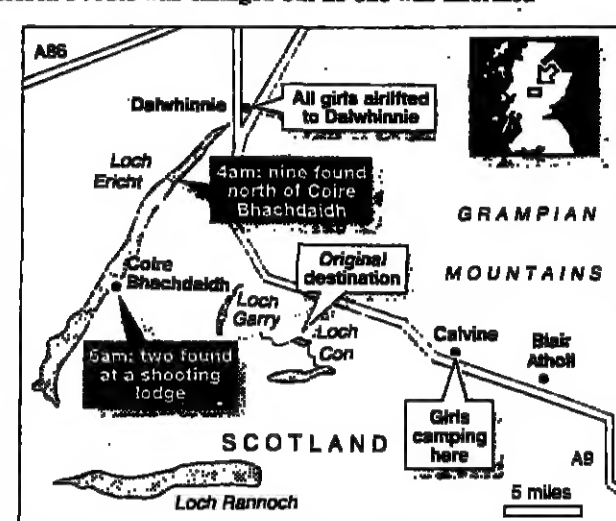 A86
Dalwhinnie
All girls airlifted
to Dalwhinnie
Loch
Ericht
4am: nine found
north of Coire
Bhachdaidh
GRAMPIAN
MOUNTAINS
Original
destination
Coire
Bhachdaidh
Loch
Garry
Loch
Con
Calvine
Blair
Atholl
5am: two found
at a shooting
lodge
Girls
camping
here
SCOTLAND
A9
Loch Rannoch
5 miles